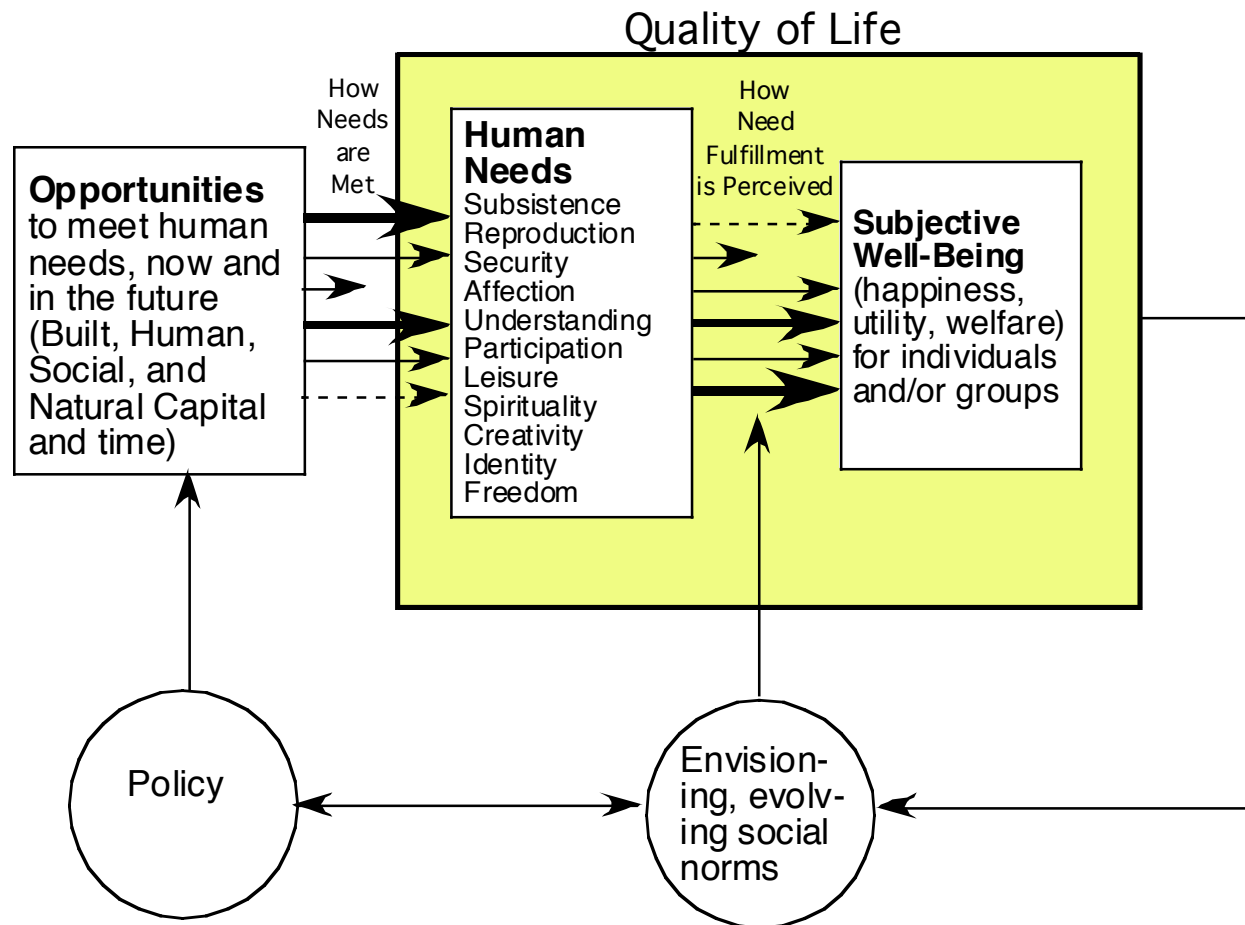 Quality of Life
How
Needs
are
Met
How
Need
Fulfillment
is Perceived
Opportunities
to meet human
needs, now and
in the future
(Built, Human,
Social, and
Natural Capital
and time)
Human
Needs
Subsistence
Reproduction
Security
Affection
Understanding
Participation
Leisure
Spirituality
Creativity
Identity
Freedom
Subjective
Well-Being
(happiness,
utility, welfare)
for individuals
and/or groups
Policy
Envision-
ing, evolv-
ing social
norms